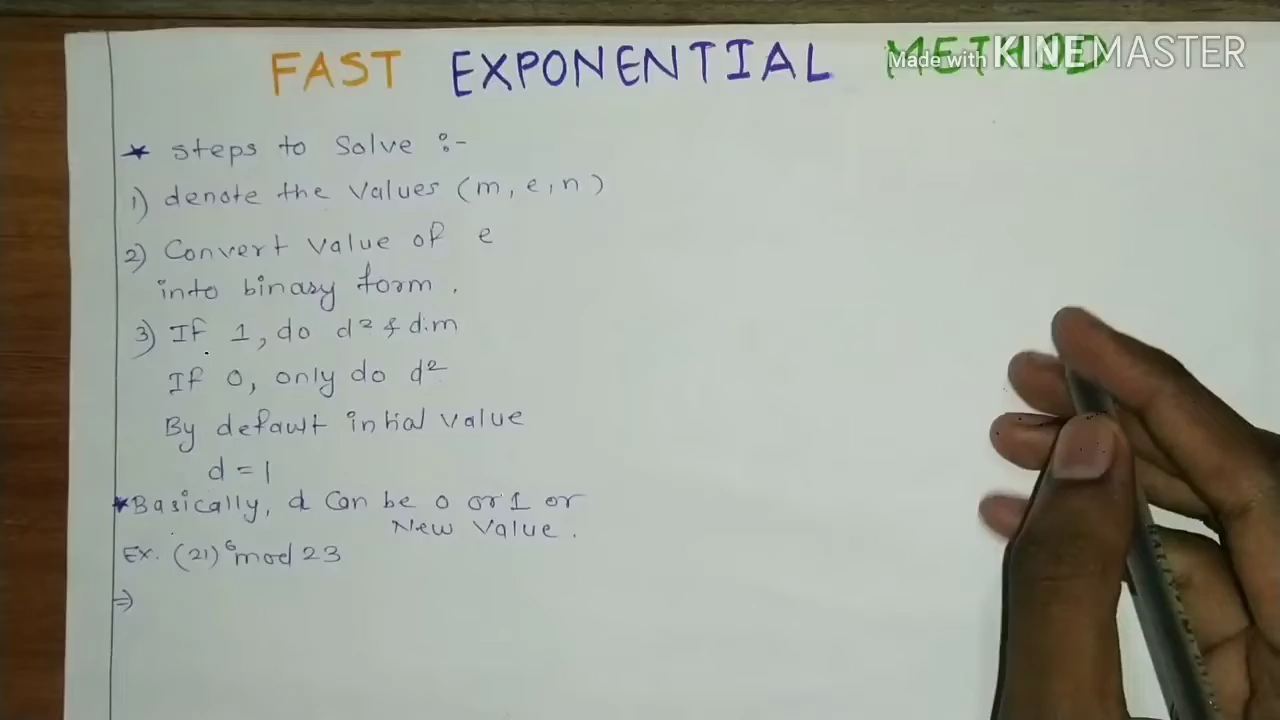 FAST EXPONENTIAL METHOD
Made with KINEMASTER
* steps to Solve :-
1) denote the Values (m, e, n)
2) Convert Value of e
into binary form.
3) If 1, do d² & d.m
If 0, only do d²
By default initial value
d = 1
* Basically, d Can be 0 or 1 or
New Value.
Ex. (21)⁶ mod 23
⇒